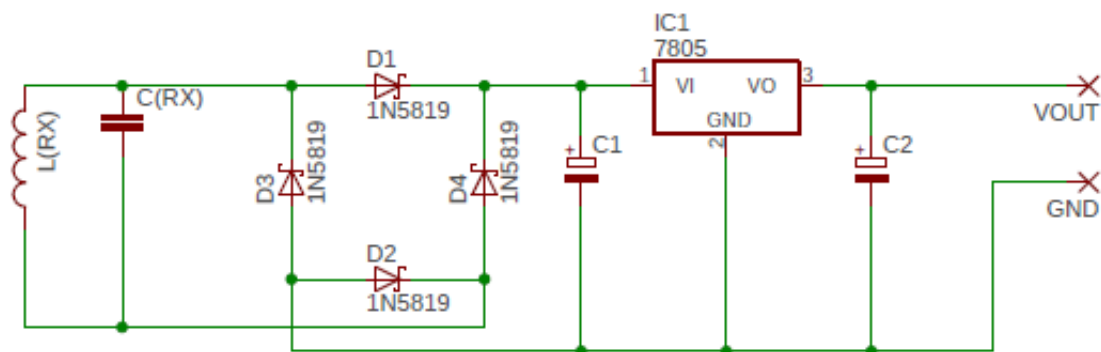 IC1
7805
D1
1N5819
C(RX)
L(RX)
1
VI
VO
3
GND
2
VOUT
C1
+
C2
+
D3
1N5819
D4
1N5819
GND
D2
1N5819